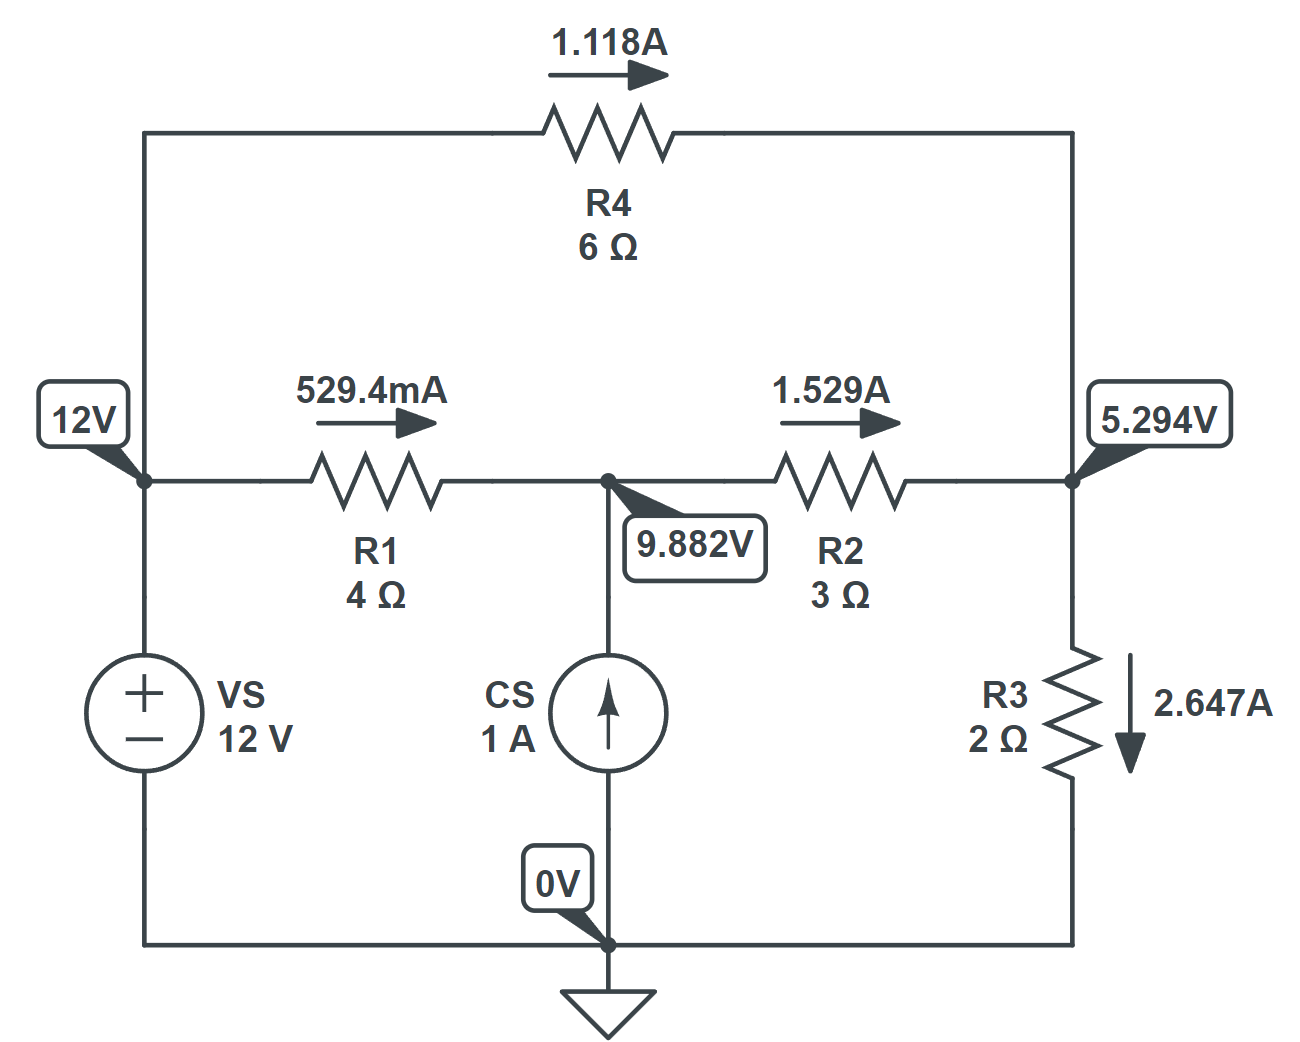 1.118A
R4
6 Ω
12V
529.4mA
1.529A
5.294V
R1
4 Ω
9.882V
R2
3 Ω
+
VS
12 V
−
CS
1 A
R3
2 Ω
2.647A
0V